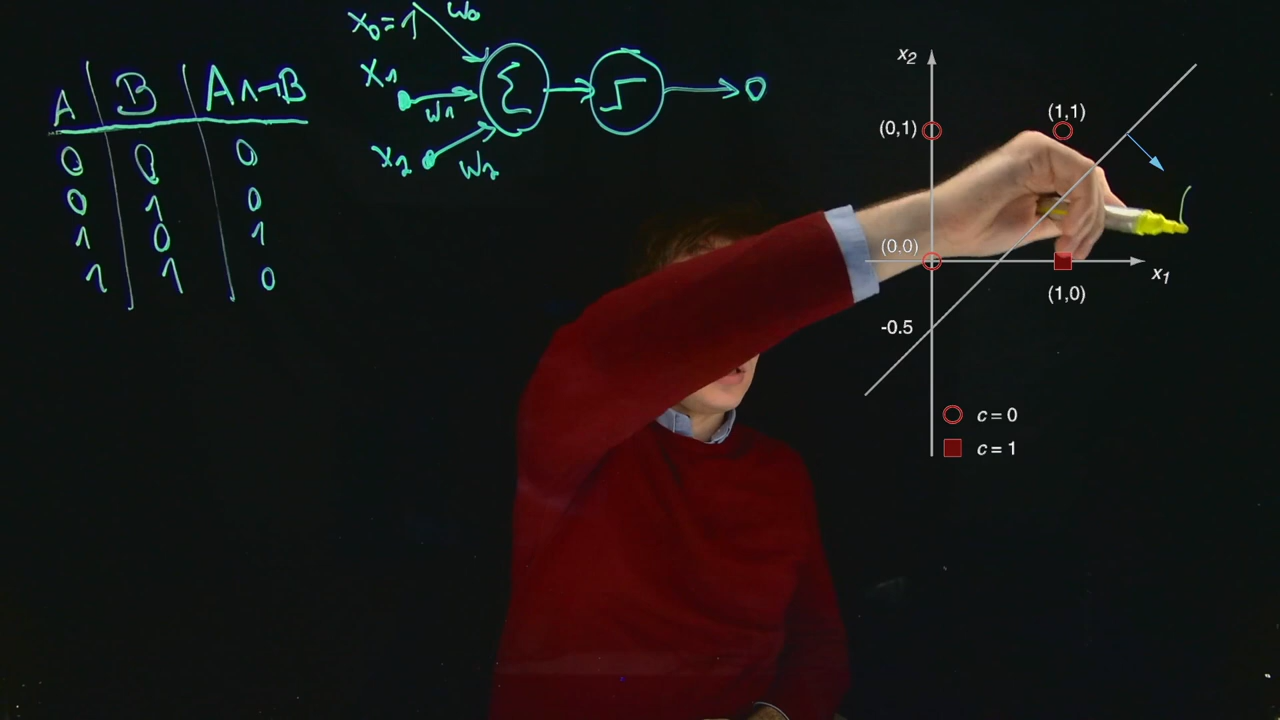 A B A∧¬B
0 0 0
0 1 0
1 0 1
1 1 0
x₀=1 w₀
x₁ w₁
x₂ w₂
Σ
0
x₂
(0,1) (1,1)
(0,0)
x₁
(1,0)
-0.5
c = 0
c = 1